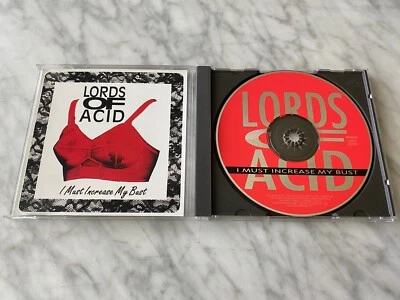 LORDS
OF
ACID
I Must Increase My Bust
LORDS
OF
I MUST INCREASE MY BUST
ACID